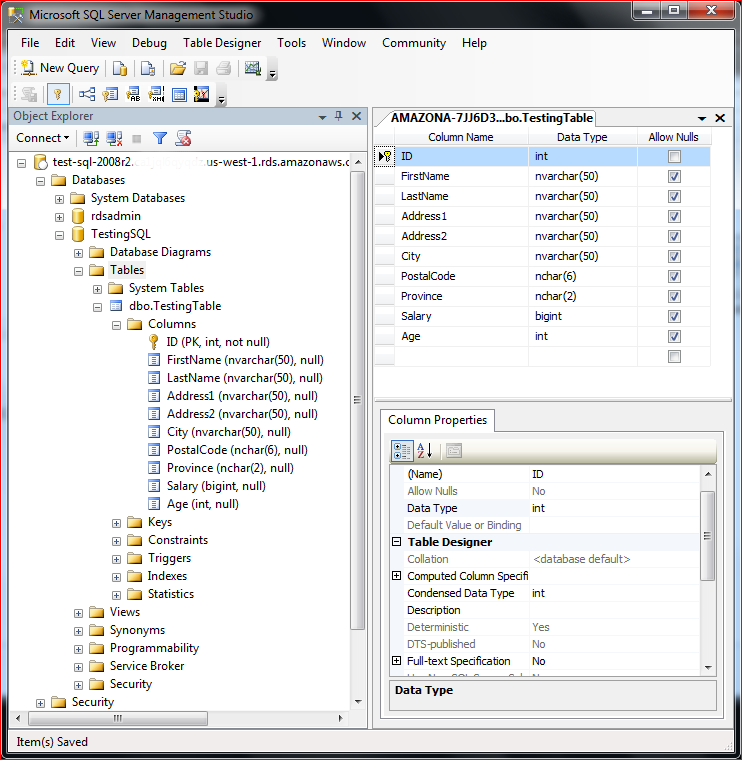 Microsoft SQL Server Management Studio
File Edit View Debug Table Designer Tools Window Community Help
New Query
Object Explorer
Connect
test-sql-2008r2. us-west-1.rds.amazonaws.c
Databases
System Databases
rdsadmin
TestingSQL
Database Diagrams
Tables
System Tables
dbo.TestingTable
Columns
ID (PK, int, not null)
FirstName (nvarchar(50), null)
LastName (nvarchar(50), null)
Address1 (nvarchar(50), null)
Address2 (nvarchar(50), null)
City (nvarchar(50), null)
PostalCode (nchar(6), null)
Province (nchar(2), null)
Salary (bigint, null)
Age (int, null)
Keys
Constraints
Triggers
Indexes
Statistics
Views
Synonyms
Programmability
Service Broker
Security
Security
AMAZONA-7JJ6D3...bo.TestingTable
Column Name Data Type Allow Nulls
ID int
FirstName nvarchar(50)
LastName nvarchar(50)
Address1 nvarchar(50)
Address2 nvarchar(50)
City nvarchar(50)
PostalCode nchar(6)
Province nchar(2)
Salary bigint
Age int
Column Properties
(Name) ID
Allow Nulls No
Data Type int
Default Value or Binding
Table Designer
Collation <database default>
Computed Column Specifi
Condensed Data Type int
Description
Deterministic Yes
DTS-published No
Full-text Specification No
Data Type
Item(s) Saved